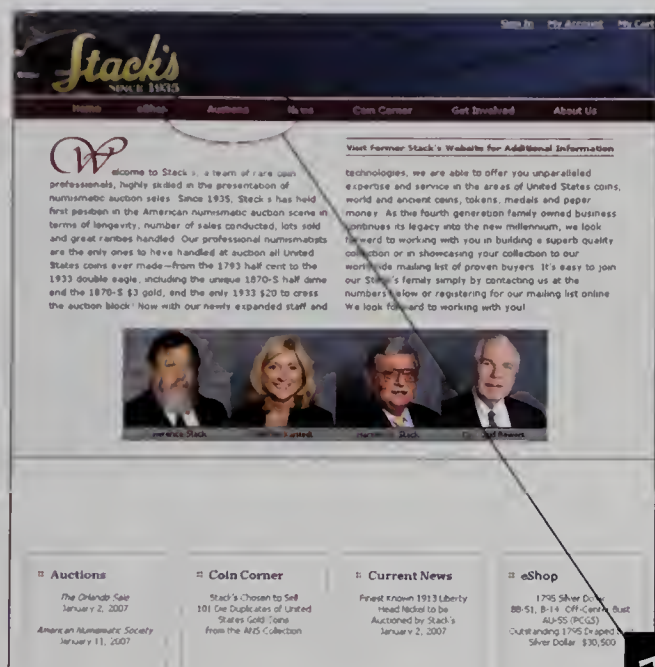 Sign In My Account My Cart
Stack's
SINCE 1935
Home eShop Auctions News Coin Corner Get Involved About Us
Welcome to Stack's, a team of rare coin
professionals, highly skilled in the presentation of
numismatic auction sales. Since 1935, Stack's has held
first position in the American numismatic auction scene in
terms of longevity, number of sales conducted, lots sold
and great rarities handled. Our professional numismatists
are the only ones to have handled at auction all United
States coins ever made—from the 1793 half cent to the
1933 double eagle, including the unique 1870-S half dime
and the 1870-S $3 gold, and the only 1933 $20 to cross
the auction block! Now with our newly expanded staff and
Visit Former Stack's Website for Additional Information
technologies, we are able to offer you unparalleled
expertise and service in the areas of United States coins,
world and ancient coins, tokens, medals and paper
money. As this fourth generation family owned business
continues its legacy into the new millennium, we look
forward to working with you in building a superb quality
collection or in showcasing your collection to our
worldwide mailing list of proven buyers. It's easy to join
our Stack's family simply by contacting us at the
numbers below or registering for our mailing list online.
We look forward to working with you!
Stack Stack
Auctions
The Orlando Sale
January 2, 2007
American Numismatic Society
January 11, 2007
Coin Corner
Stack's Chosen to Sell
101 Die Duplicates of United
States Gold Coins
from the ANS Collection
Current News
Finest Known 1913 Liberty
Head Nickel to be
Auctioned by Stack's
January 2, 2007
eShop
1795 Silver Dollar
BB-51, B-14. Off-Center Bust
AU-55 (PCGS)
Outstanding 1795 Draped Bust
Silver Dollar $30,500